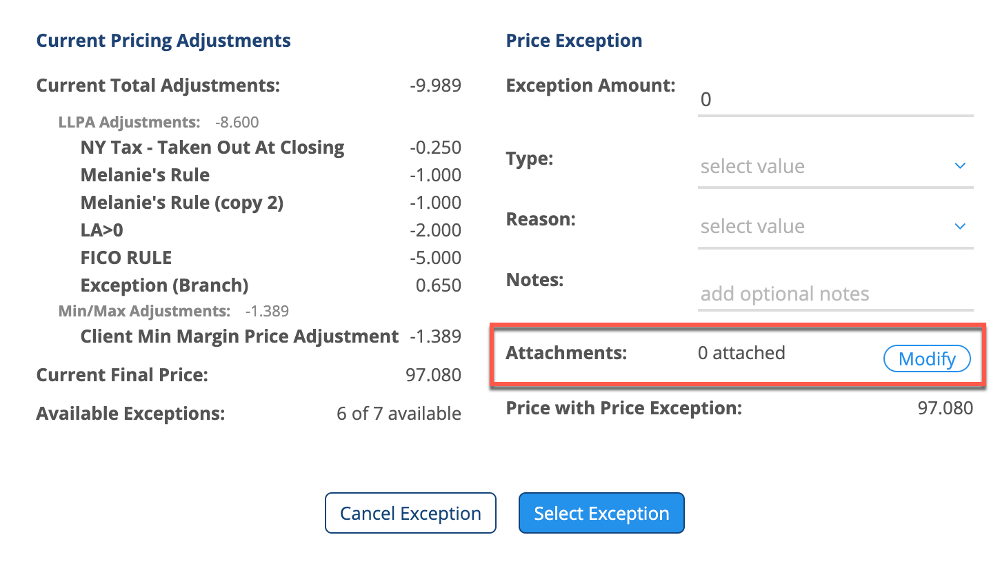 Current Pricing Adjustments
Current Total Adjustments: -9.989
LLPA Adjustments: -8.600
NY Tax - Taken Out At Closing -0.250
Melanie's Rule -1.000
Melanie's Rule (copy 2) -1.000
LA>0 -2.000
FICO RULE -5.000
Exception (Branch) 0.650
Min/Max Adjustments: -1.389
Client Min Margin Price Adjustment -1.389
Current Final Price: 97.080
Available Exceptions: 6 of 7 available
Price Exception
Exception Amount: 0
Type: select value
Reason: select value
Notes: add optional notes
Attachments: 0 attached Modify
Price with Price Exception: 97.080
Cancel Exception Select Exception